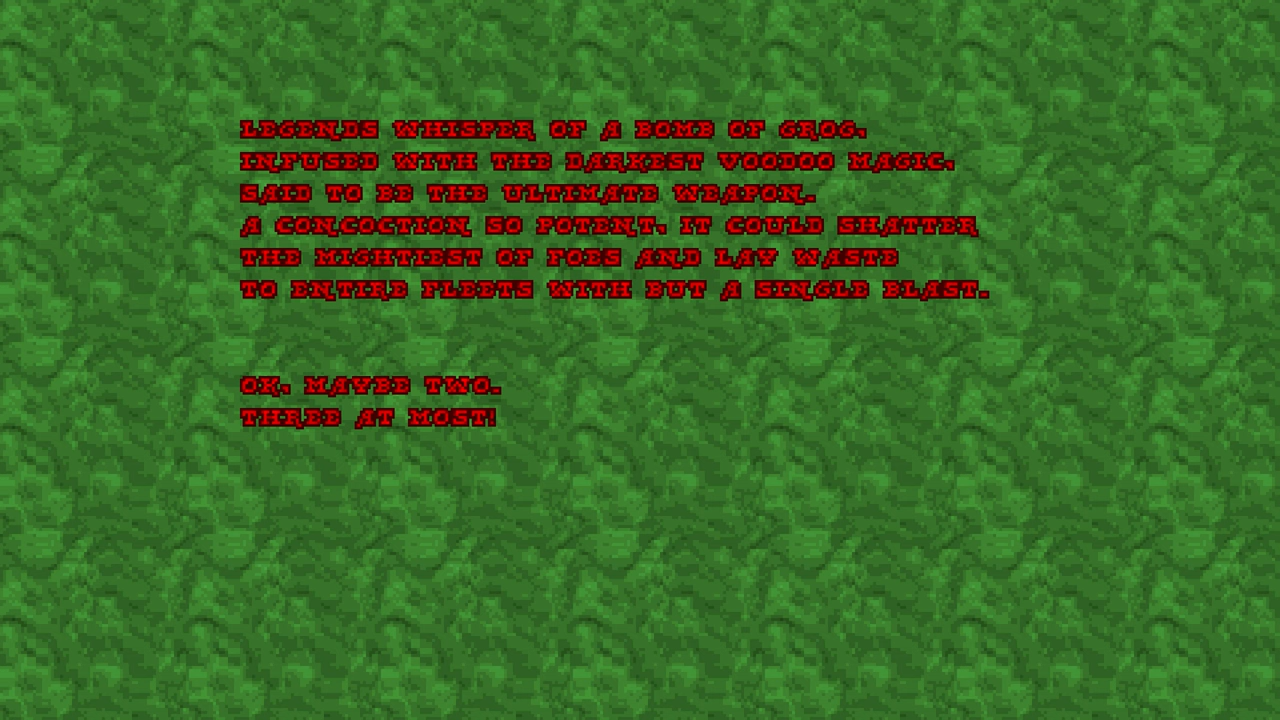 LEGENDS WHISPER OF A BOMB OF GROG,
INFUSED WITH THE DARKEST VOODOO MAGIC,
SAID TO BE THE ULTIMATE WEAPON.
A CONCOCTION SO POTENT, IT COULD SHATTER
THE MIGHTIEST OF FOES AND LAY WASTE
TO ENTIRE FLEETS WITH BUT A SINGLE BLAST.
OK, MAYBE TWO.
THREE AT MOST!